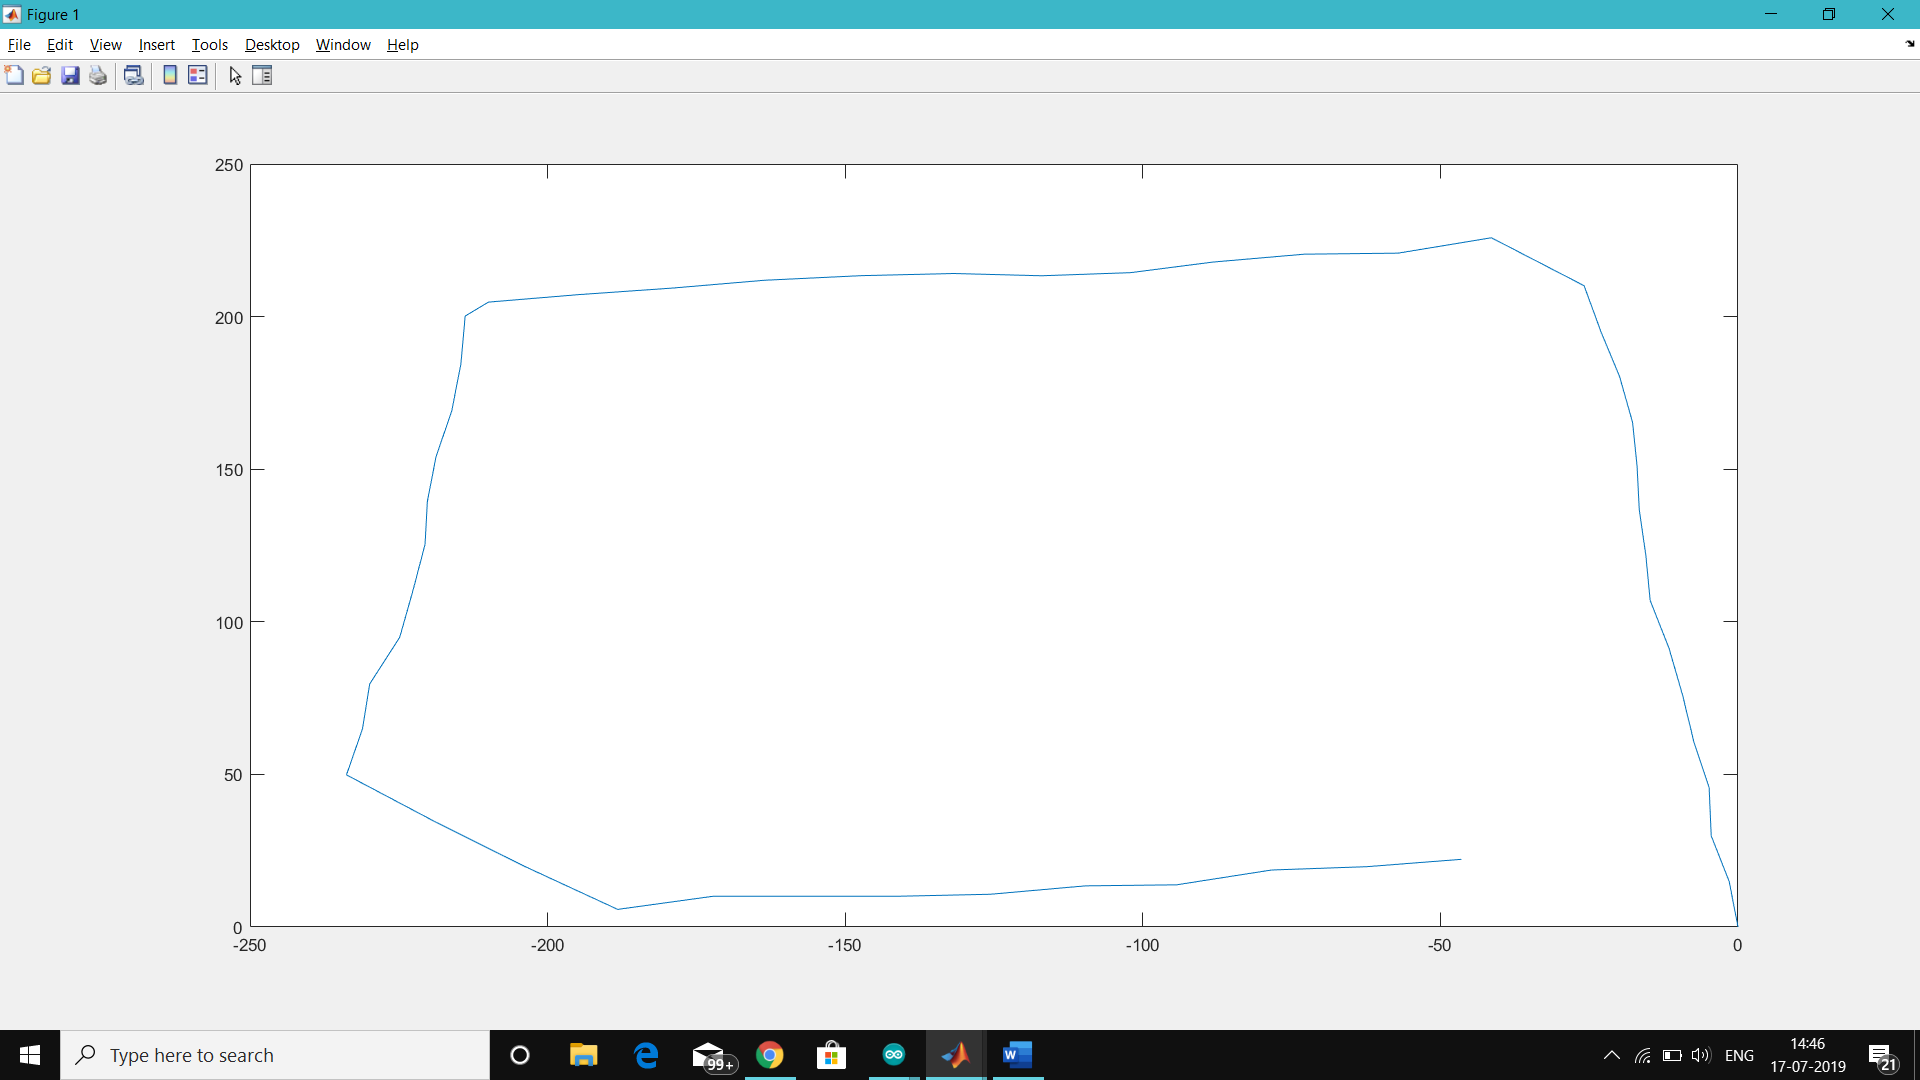 Figure 1
File Edit View Insert Tools Desktop Window Help
250
200
150
100
50
0
-250 -200 -150 -100 -50 0
Type here to search
99+
W
ENG
14:46
17-07-2019
21